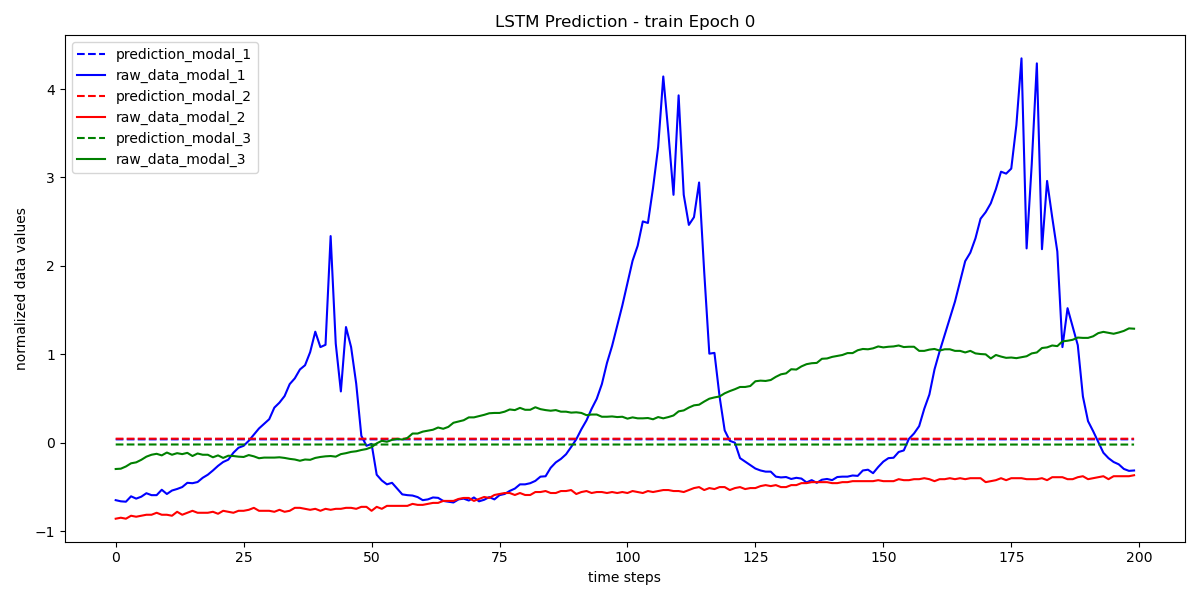 LSTM Prediction - train Epoch 0
prediction_modal_1
raw_data_modal_1
prediction_modal_2
raw_data_modal_2
prediction_modal_3
raw_data_modal_3
normalized data values
4
3
2
1
0
−1
0 25 50 75 100 125 150 175 200
time steps